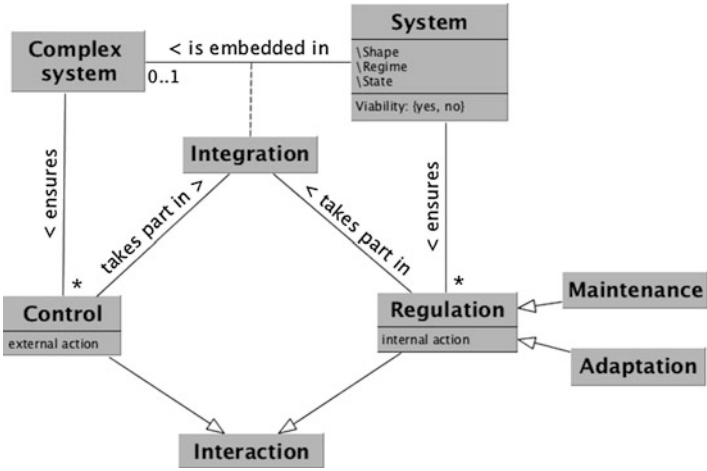 System
Complex
system
< is embedded in
0..1
\Shape
\Regime
\State
Viability: {yes, no}
Integration
< ensures
takes part in >
< takes part in
< ensures
*
*
Control
external action
Regulation
internal action
Maintenance
Adaptation
Interaction